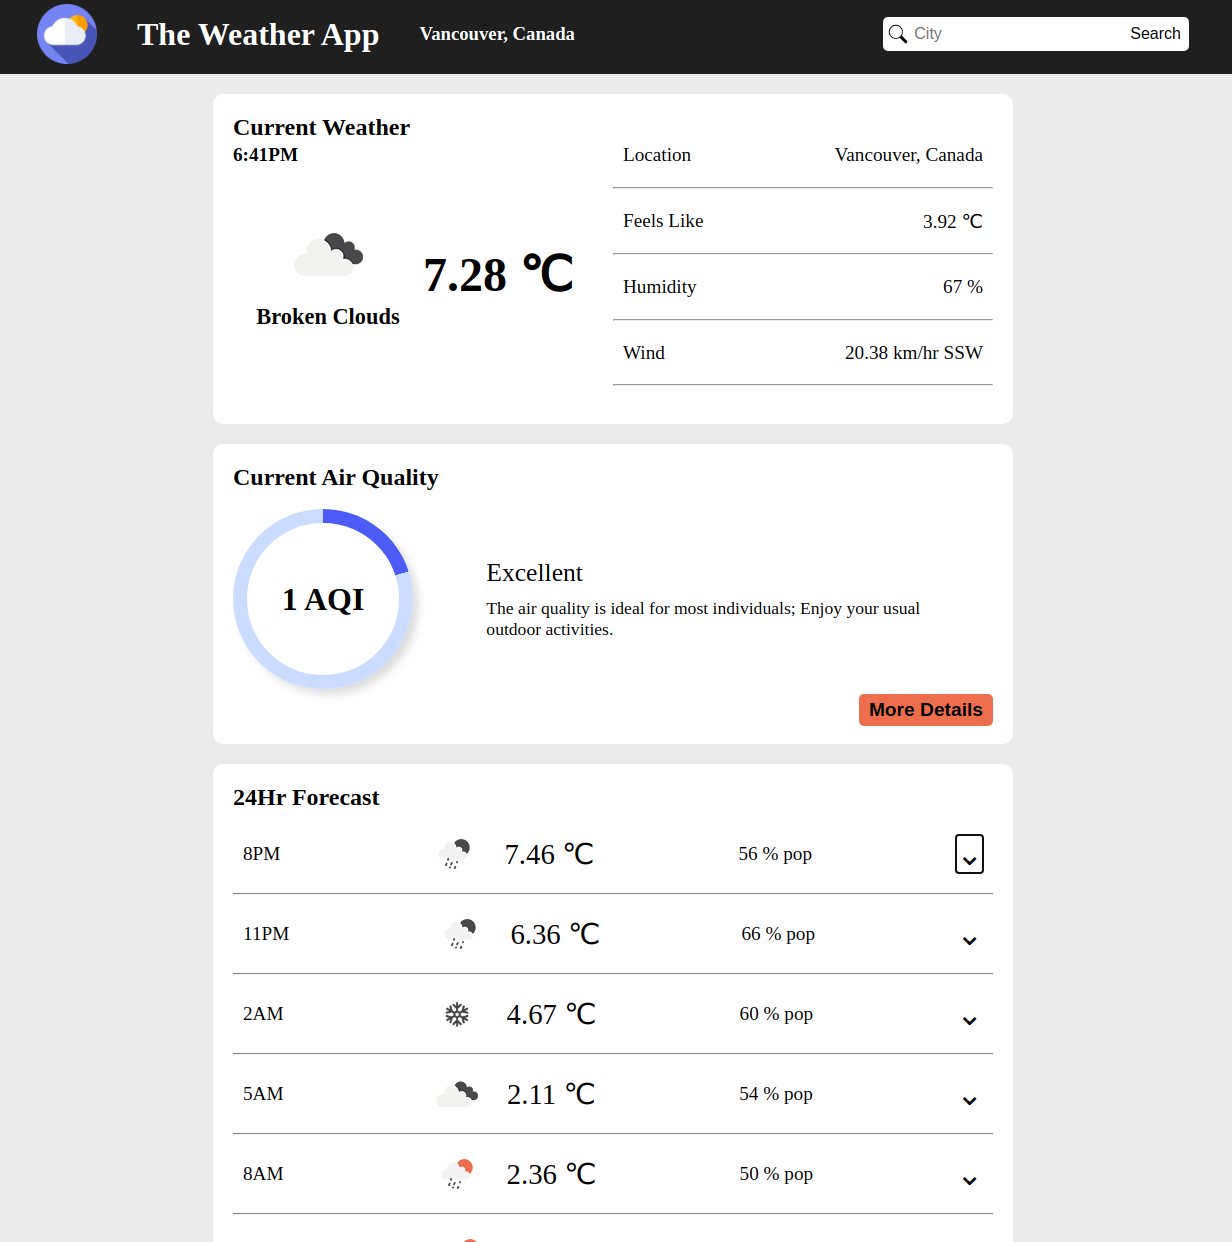 The Weather App
Vancouver, Canada
City
Search
Current Weather
6:41PM
Broken Clouds
7.28 ℃
Location Vancouver, Canada
Feels Like 3.92 ℃
Humidity 67 %
Wind 20.38 km/hr SSW
Current Air Quality
1 AQI
Excellent
The air quality is ideal for most individuals; Enjoy your usual
outdoor activities.
More Details
24Hr Forecast
8PM 7.46 ℃ 56 % pop
11PM 6.36 ℃ 66 % pop
2AM 4.67 ℃ 60 % pop
5AM 2.11 ℃ 54 % pop
8AM 2.36 ℃ 50 % pop